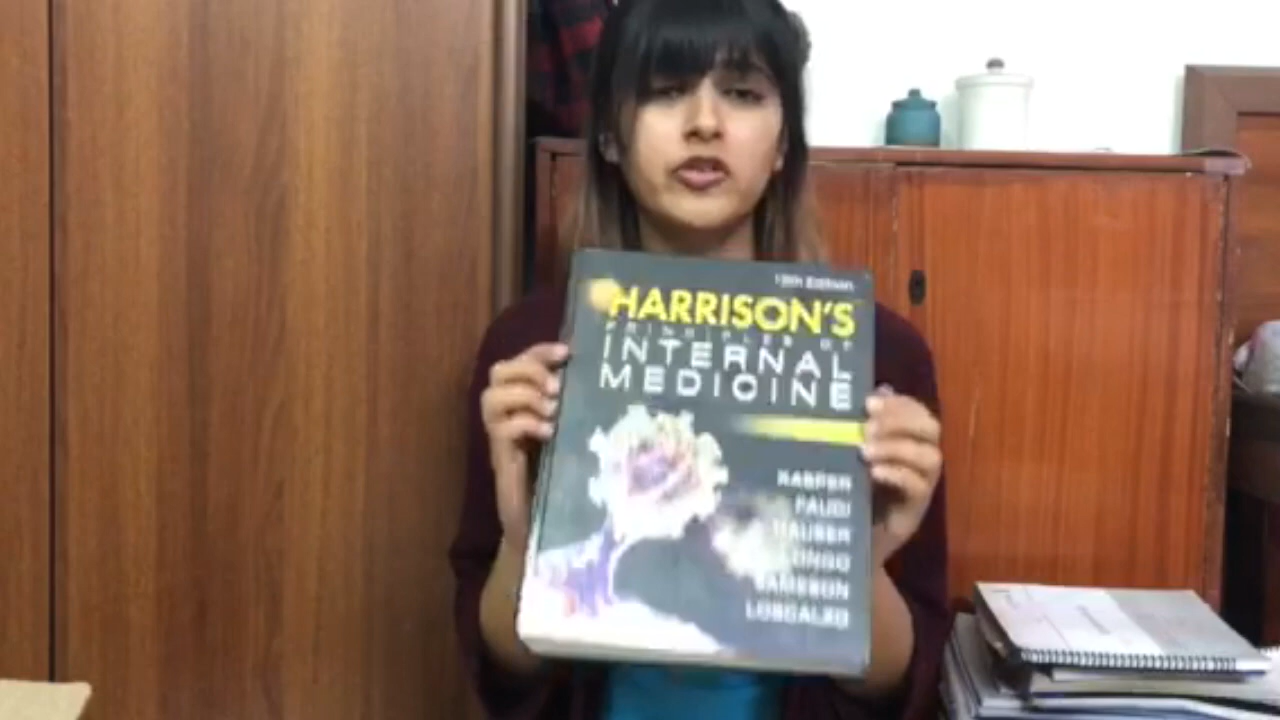 19th Edition
HARRISON'S
PRINCIPLES OF
INTERNAL
MEDICINE
KASPER
FAUCI
HAUSER
LONGO
JAMESON
LOSCALZO